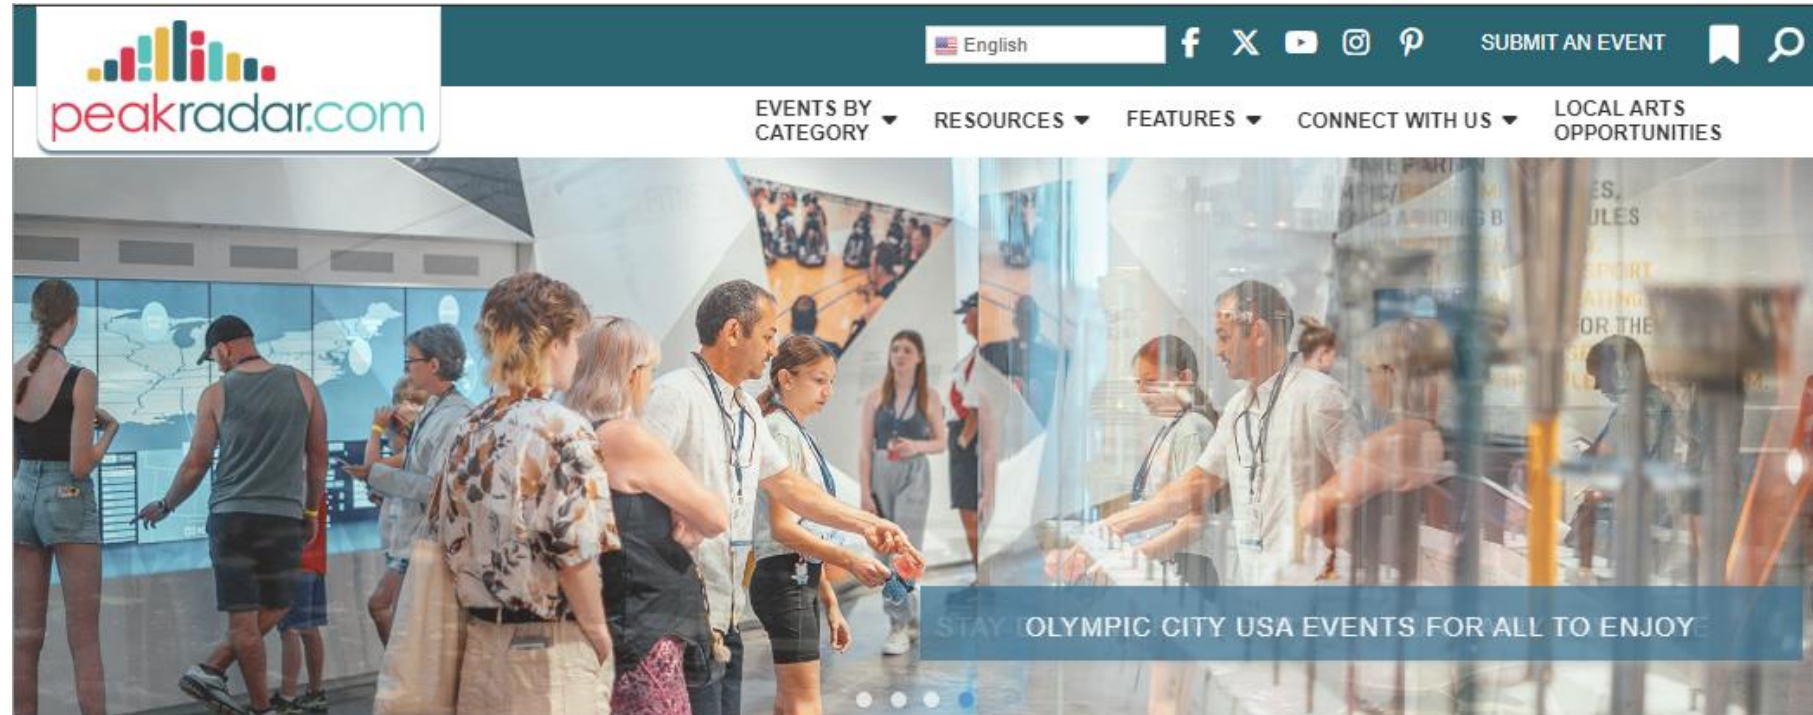 English
SUBMIT AN EVENT
peakradar.com
EVENTS BY
CATEGORY
RESOURCES
FEATURES
CONNECT WITH US
LOCAL ARTS
OPPORTUNITIES
OLYMPIC CITY USA EVENTS FOR ALL TO ENJOY